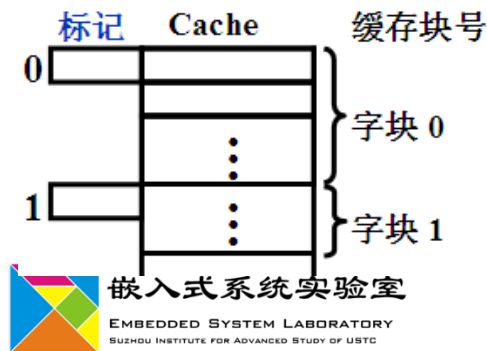 标记 Cache 缓存块号
0
字块 0
1
字块 1
嵌入式系统实验室
EMBEDDED SYSTEM LABORATORY
SUZHOU INSTITUTE FOR ADVANCED STUDY OF USTC